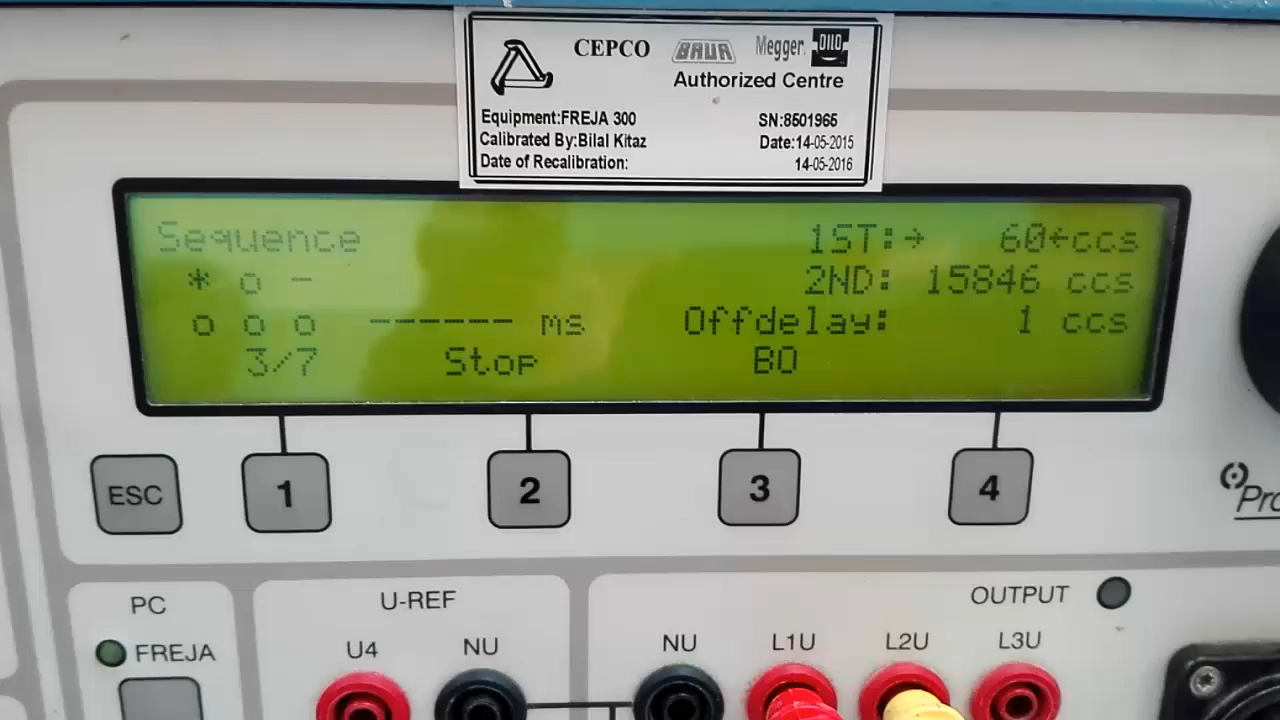 CEPCO BAUR Megger
Authorized Centre
Equipment:FREJA 300 SN:8501965
Calibrated By:Bilal Kitaz Date:14-05-2015
Date of Recalibration: 14-05-2016
Sequence 1ST:→ 60←ccs
* o - 2ND: 15846 ccs
o o o ------ ms Offdelay: 1 ccs
3/7 Stop BO
ESC 1 2 3 4
PC U-REF OUTPUT
FREJA U4 NU NU L1U L2U L3U